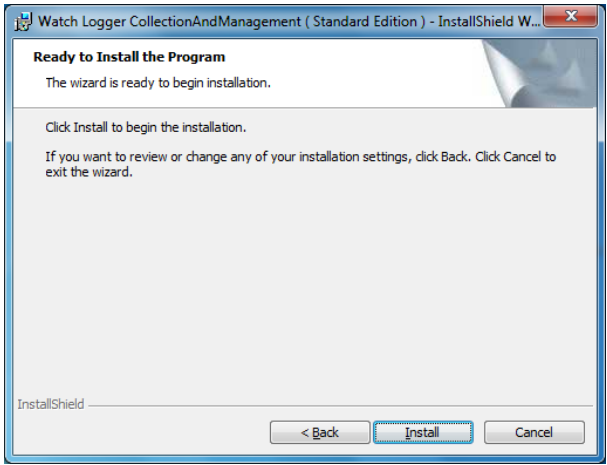 Watch Logger CollectionAndManagement ( Standard Edition ) - InstallShield W...
Ready to Install the Program
The wizard is ready to begin installation.
Click Install to begin the installation.
If you want to review or change any of your installation settings, click Back. Click Cancel to
exit the wizard.
InstallShield
< Back
Install
Cancel